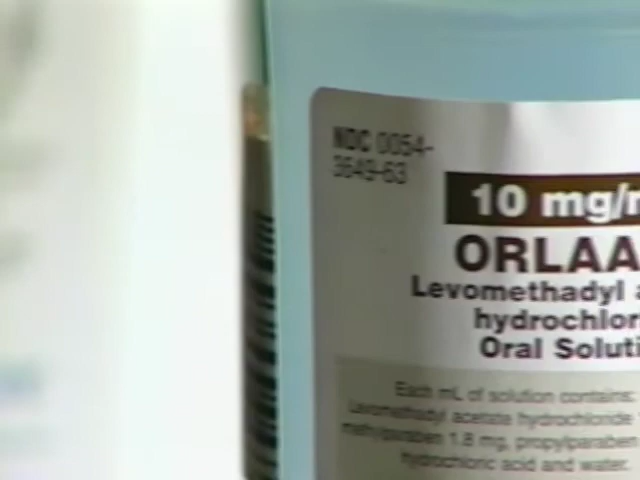 NDC 0054-
3649-63
10 mg/m
ORLAA
Levomethadyl a
hydrochlor
Oral Soluti
Each mL of solution contains:
Levomethadyl acetate hydrochloride
methylparaben 1.8 mg, propylparaben
hydrochloric acid and water.